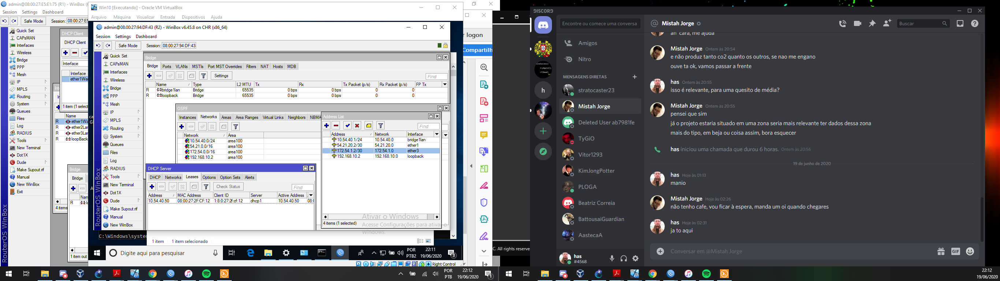 admin@08:00:27:E5:E1:75 (R1) - WinBox
Session Settings Dashboard
Safe Mode Session: 08:00:27:E5
Quick Set
CAPsMAN
Interfaces
Wireless
Bridge
PPP
Mesh
IP
MPLS
Routing
System
Queues
Files
Log
RADIUS
Tools
New Terminal
Dot1X
Dude
Make Supout.rif
Manual
New WinBox
Exit
RouterOS WinBox
DHCP Client
DHCP Client
Interface
Interface
ether1Wa
1 item (1 select
Name
R ether1Wa
R ether2Lan
R ether3Lan
R loopBack
4 items
Bridge
Bridge
Nam
R
1 item out
Win10 [Executando] - Oracle VM VirtualBox
Arquivo Máquina Visualizar Entrada Dispositivos Ajuda
admin@08:00:27:94:DF:43 (R2) - WinBox v6.45.8 on CHR (x86_64)
Session Settings Dashboard
Safe Mode Session: 08:00:27:94:DF:43
Quick Set
CAPsMAN
Interfaces
Wireless
Bridge
PPP
Mesh
IP
MPLS
Routing
System
Queues
Files
Log
RADIUS
Tools
New Terminal
Dot1X
Dude
Make Supout.rif
Manual
New WinBox
RouterOS WinBox
Bridge
Bridge Ports VLANs MSTIs Port MST Overrides Filters NAT Hosts MDB
Settings Find
Name Type L2 MTU Tx Rx Tx Packet (p/s) Rx Packet (p/s) FP Tx
R bridge1lan Bridge 65535 0 bps 0 bps 0 0
R loopback Bridge 65535 0 bps 0 bps 0 0
OSPF
Instances Networks Areas Area Ranges Virtual Links Neighbors NBMA
Network Area
10.54.40.0/24 area100
54.21.0.0/16 area100
172.54.0.0/16 area100
192.168.10.2 area100
Address List
Find
Address Network Interface
10.54.40.1/24 10.54.40.0 bridge1lan
54.21.20.2/30 54.21.20.0 ether1
172.54.1.2/30 172.54.1.0 ether3
192.168.10.2 192.168.10.0 loopback
4 items (1 selected)
DHCP Server
DHCP Networks Leases Options Option Sets Alerts
Check Status Find
Address MAC Address Client ID Server Active Address
10.54.40.50 08:00:27:2F:CF:12 1:8:0:27:2f:cf:12 dhcp1 10.54.40.50 08:0
Ativar o Windows
Acesse Configurações para ativar o
Windows.
C:\Windows\system
1 item 1 item selecionado
Digite aqui para pesquisar
POR
PTB2
22:11
19/06/2020
3
Right Control
r logon
Compartilh
C. All rights reserve
POR
PTB
22:12
19/06/2020
1
DISCORD
Encontre ou comece uma conversa
Amigos
Nitro
MENSAGENS DIRETAS
stratocaster23
Mistah Jorge
Deleted User ab7981fe
TyGiO
Vitor1293
KimJongPotter
PLOGA
Beatriz Correia
BattousaiGuardian
AastecaA
h
has
#4568
@ Mistah Jorge
Buscar
an cara, me ajuda
Mistah Jorge Ontem às 20:54
e não produz tanto co2 quanto os outros, se nao me engano
ouve ta ok, vamos passar a frente
has Ontem às 20:55
isso é relevante, para uma quesito de média?
Mistah Jorge Ontem às 20:55
pensei que sim
já o projeto estaria situado em uma zona seria mais relevante ter dados dessa zona
mais do tipo, em beja ou coisa assim, bora esquecer
has iniciou uma chamada que durou 6 horas. Ontem às 20:56
19 de junho de 2020
has Hoje às 01:13
manio
Mistah Jorge Hoje às 02:26
não tenho cafe, vou ficar à espera, manda um oi quando chegares
has Hoje às 02:31
ja to aqui
Conversar em @Mistah Jorge
GIF
22:12
19/06/2020